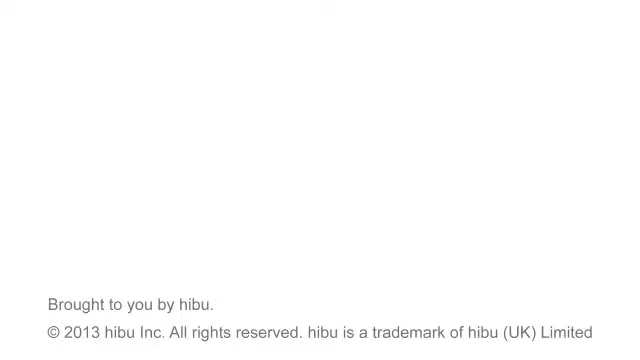 Brought to you by hibu.
© 2013 hibu Inc. All rights reserved. hibu is a trademark of hibu (UK) Limited